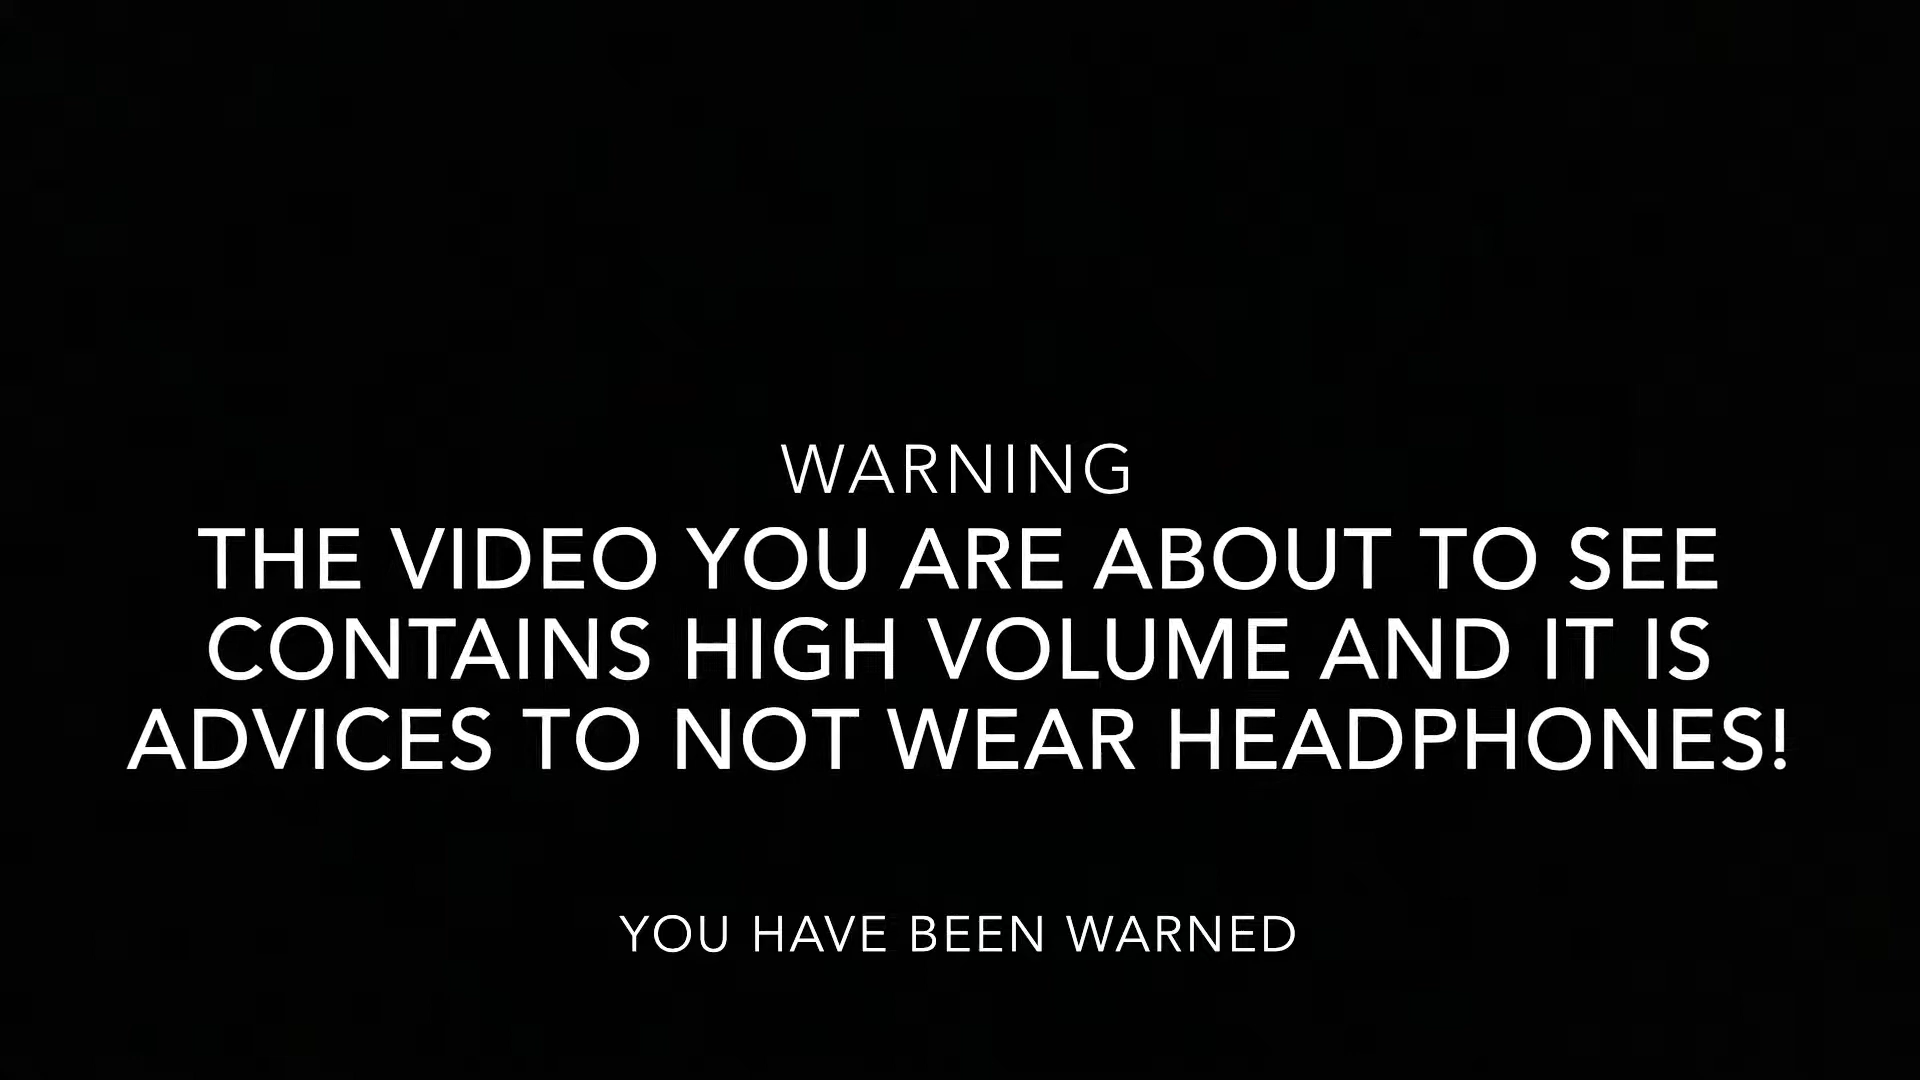 WARNING
THE VIDEO YOU ARE ABOUT TO SEE
CONTAINS HIGH VOLUME AND IT IS
ADVICES TO NOT WEAR HEADPHONES!
YOU HAVE BEEN WARNED